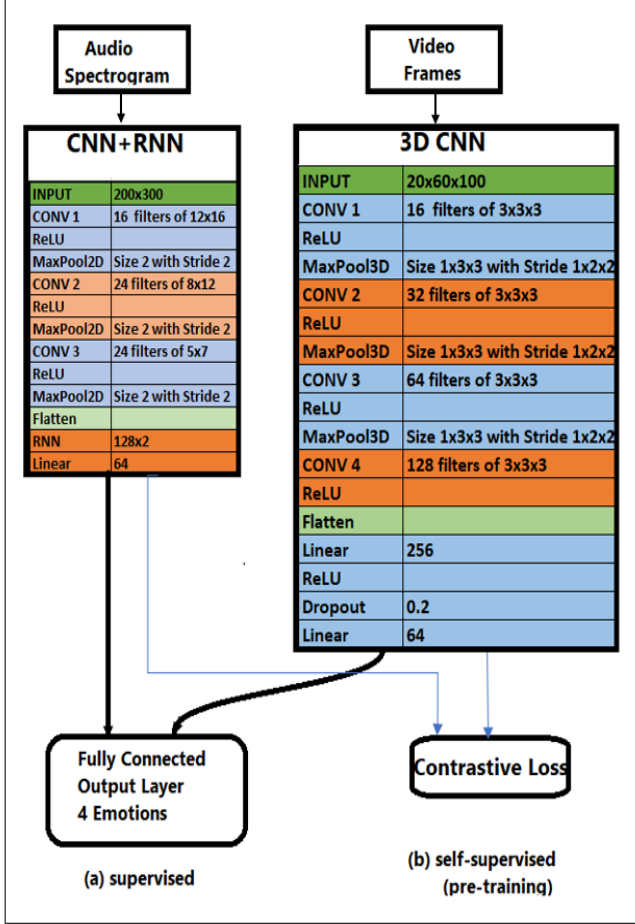 Audio
Spectrogram
Video
Frames
CNN+RNN
INPUT 200x300
CONV 1 16 filters of 12x16
ReLU
MaxPool2D Size 2 with Stride 2
CONV 2 24 filters of 8x12
ReLU
MaxPool2D Size 2 with Stride 2
CONV 3 24 filters of 5x7
ReLU
MaxPool2D Size 2 with Stride 2
Flatten
RNN 128x2
Linear 64
3D CNN
INPUT 20x60x100
CONV 1 16 filters of 3x3x3
ReLU
MaxPool3D Size 1x3x3 with Stride 1x2x2
CONV 2 32 filters of 3x3x3
ReLU
MaxPool3D Size 1x3x3 with Stride 1x2x2
CONV 3 64 filters of 3x3x3
ReLU
MaxPool3D Size 1x3x3 with Stride 1x2x2
CONV 4 128 filters of 3x3x3
ReLU
Flatten
Linear 256
ReLU
Dropout 0.2
Linear 64
Fully Connected
Output Layer
4 Emotions
Contrastive Loss
(a) supervised
(b) self-supervised
(pre-training)